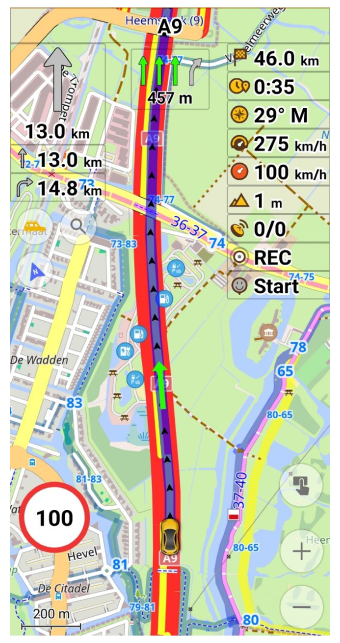 Heemskerk (9)
A9
46.0 km
0:35
457 m
13.0 km
29° M
13.0 km
A9
275 km/h
14.8 km
73
100 km/h
74-77
1 m
36-37
74
0/0
73-83
REC
74-75
Start
De Wadden
78
65
A9
83
80-65
81-83
37-40
100
Hevel
80-65
A9
81
De Citadel
79-81
200 m
80